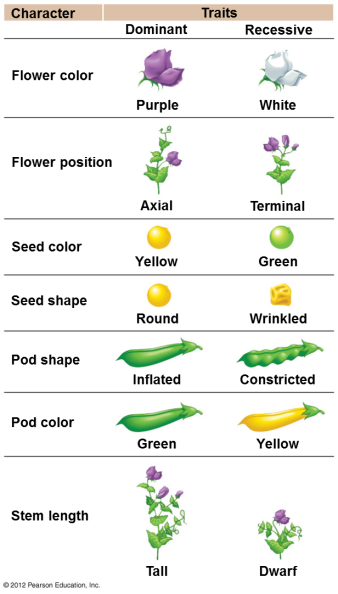 Character Traits
Dominant Recessive
Flower color
Purple White
Flower position
Axial Terminal
Seed color
Yellow Green
Seed shape
Round Wrinkled
Pod shape
Inflated Constricted
Pod color
Green Yellow
Stem length
Tall Dwarf
© 2012 Pearson Education, Inc.